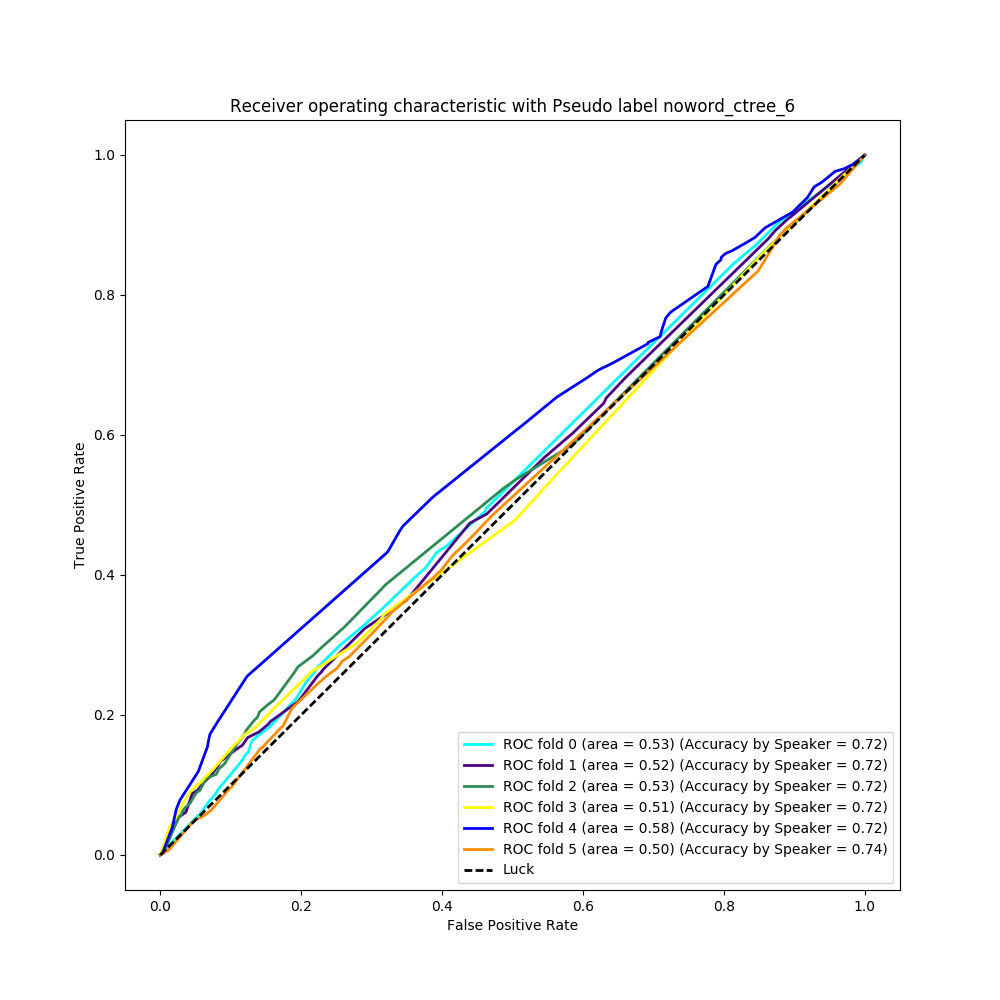 Receiver operating characteristic with Pseudo label noword_ctree_6
1.0
0.8
0.6
0.4
0.2
0.0
True Positive Rate
ROC fold 0 (area = 0.53) (Accuracy by Speaker = 0.72)
ROC fold 1 (area = 0.52) (Accuracy by Speaker = 0.72)
ROC fold 2 (area = 0.53) (Accuracy by Speaker = 0.72)
ROC fold 3 (area = 0.51) (Accuracy by Speaker = 0.72)
ROC fold 4 (area = 0.58) (Accuracy by Speaker = 0.72)
ROC fold 5 (area = 0.50) (Accuracy by Speaker = 0.74)
Luck
0.0 0.2 0.4 0.6 0.8 1.0
False Positive Rate